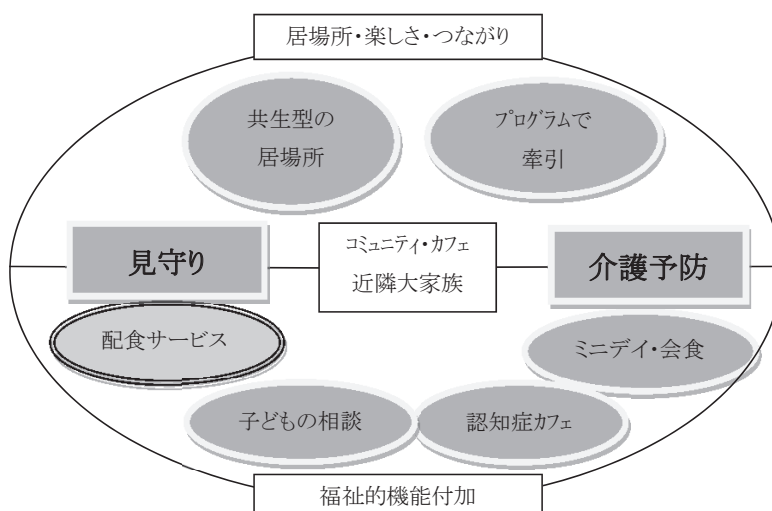 居場所・楽しさ・つながり
共生型の
居場所
プログラムで
牽引
見守り
コミュニティ・カフェ
近隣大家族
介護予防
配食サービス
ミニデイ・会食
子どもの相談
認知症カフェ
福祉的機能付加